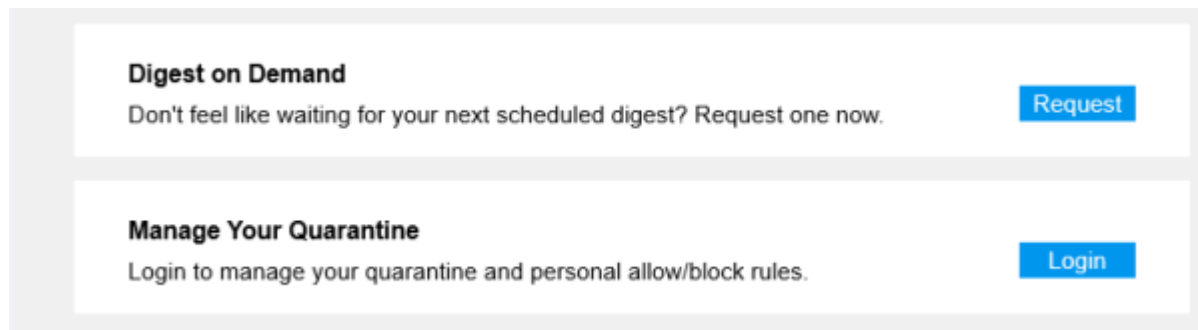 Digest on Demand
Don't feel like waiting for your next scheduled digest? Request one now.
Request
Manage Your Quarantine
Login to manage your quarantine and personal allow/block rules.
Login